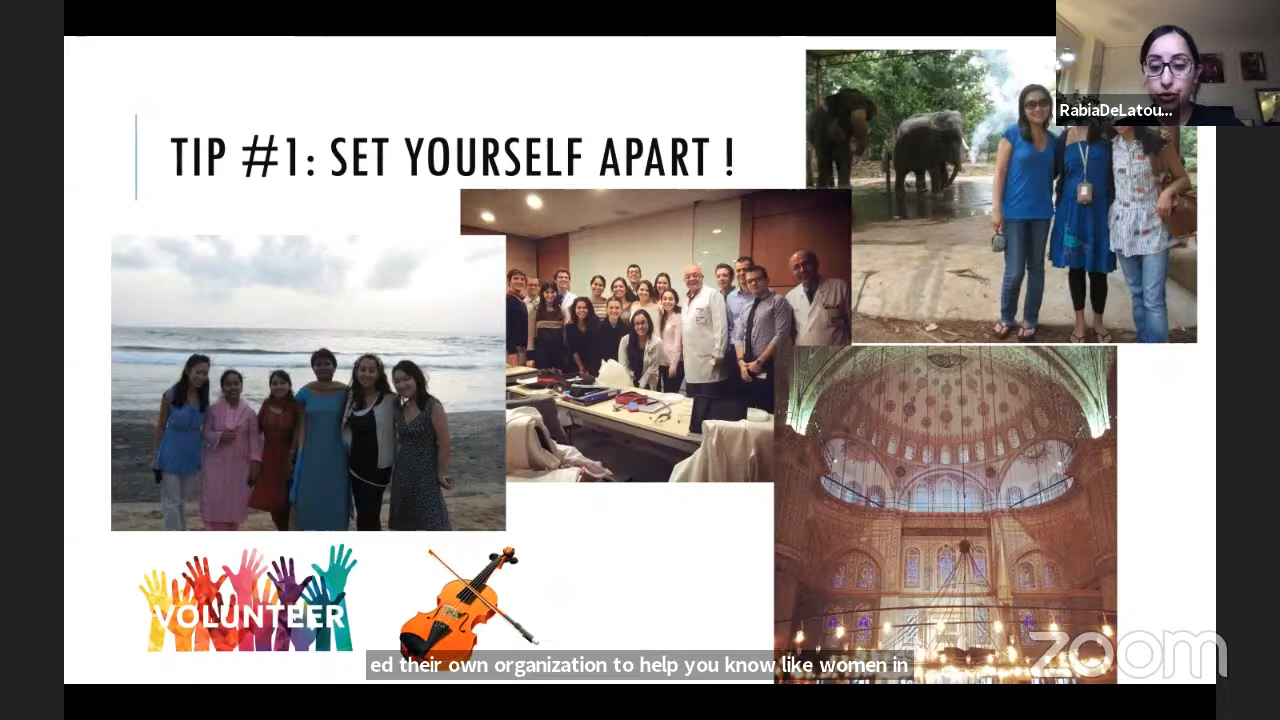 RabiaDeLatou...
TIP #1: SET YOURSELF APART !
VOLUNTEER
ed their own organization to help you know like women in
zoom